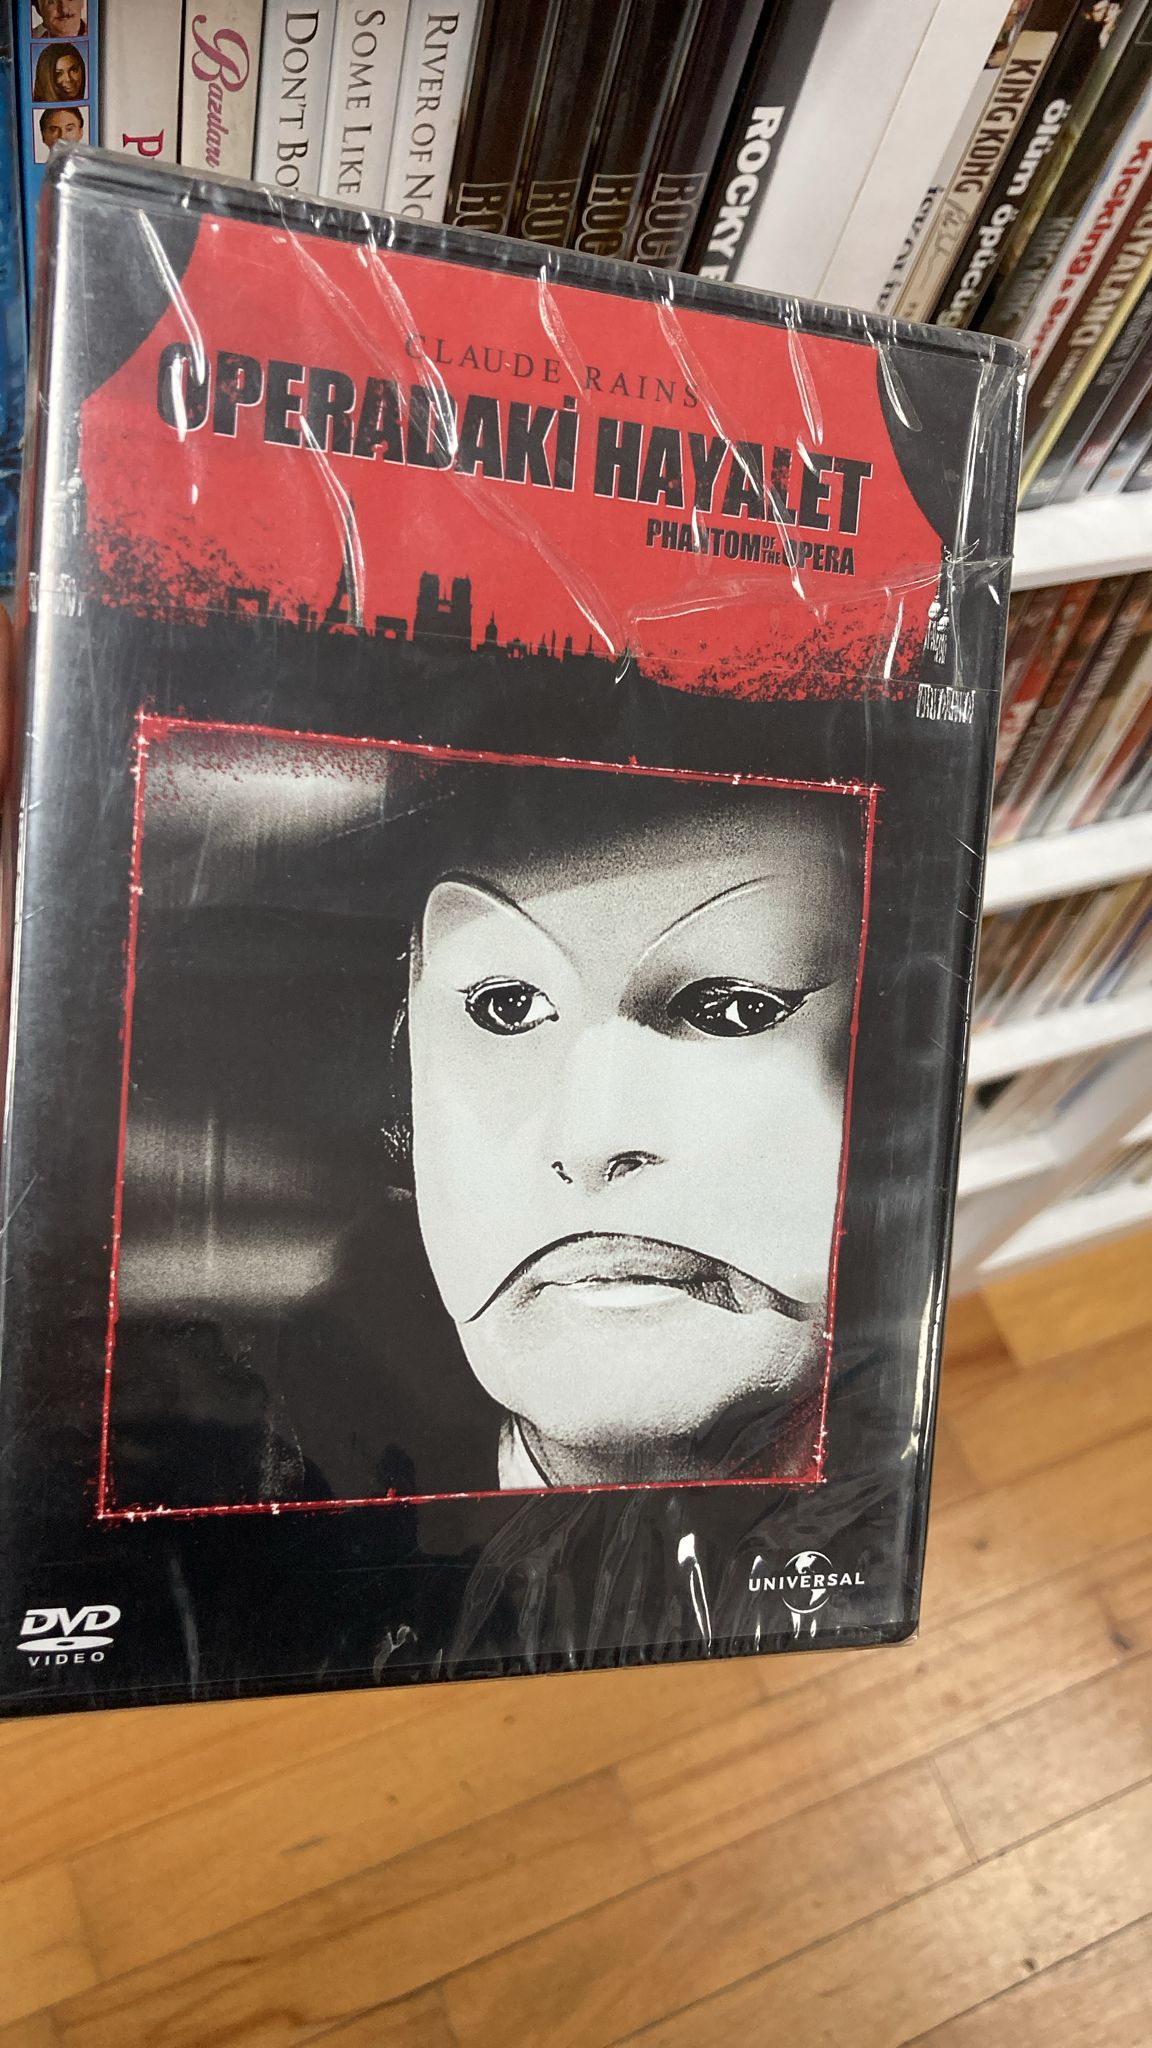 DON'T BO
SOME LIKE
RIVER OF NO
ROCKY
KING KONG
ölüm öpücüğ
CLAUDE RAINS
OPERADAKİ HAYALET
PHANTOM OF THE OPERA
DVD
VIDEO
UNIVERSAL